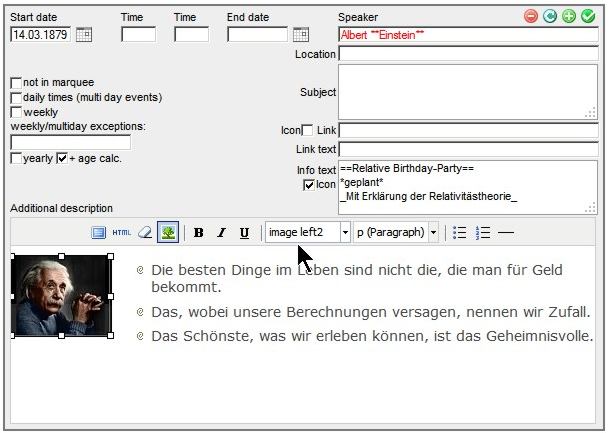 Start date Time Time End date Speaker
14.03.1879 Albert **Einstein**
Location
not in marquee Subject
daily times (multi day events)
weekly
weekly/multiday exceptions: Icon Link
Link text
yearly + age calc. Info text ==Relative Birthday-Party==
Icon *geplant*
_Mit Erklärung der Relativitästheorie_
Additional description
HTML B I U image left2 p (Paragraph)
Die besten Dinge im Leben sind nicht die, die man für Geld
bekommt.
Das, wobei unsere Berechnungen versagen, nennen wir Zufall.
Das Schönste, was wir erleben können, ist das Geheimnisvolle.